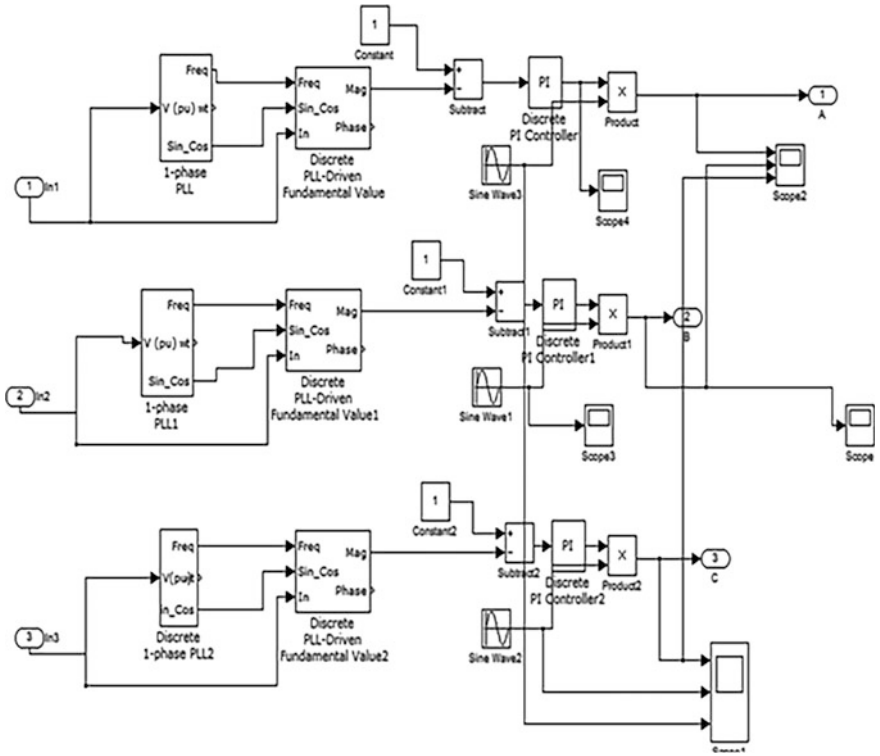 1
Constant
Freq
V (pu) wt
Sin_Cos
1-phase
PLL
Freq
Sin_Cos
In
Mag
Phase
Discrete
PLL-Driven
Fundamental Value
+
-
Subtract
PI
Discrete
PI Controller
X
Product
1
A
1
In1
Sine Wave3
Scope4
Scope2
1
Constant1
Freq
V (pu) wt
Sin_Cos
1-phase
PLL1
Freq
Sin_Cos
In
Mag
Phase
Discrete
PLL-Driven
Fundamental Value1
+
-
Subtract1
PI
Discrete
PI Controller1
X
Product1
2
B
2
In2
Sine Wave1
Scope3
Scope
1
Constant2
Freq
V(pu)
in_Cos
Discrete
1-phase PLL2
Freq
Sin_Cos
In
Mag
Phase
Discrete
PLL-Driven
Fundamental Value2
+
-
Subtract2
PI
Discrete
PI Controller2
X
Product2
3
C
3
In3
Sine Wave2
Scope1